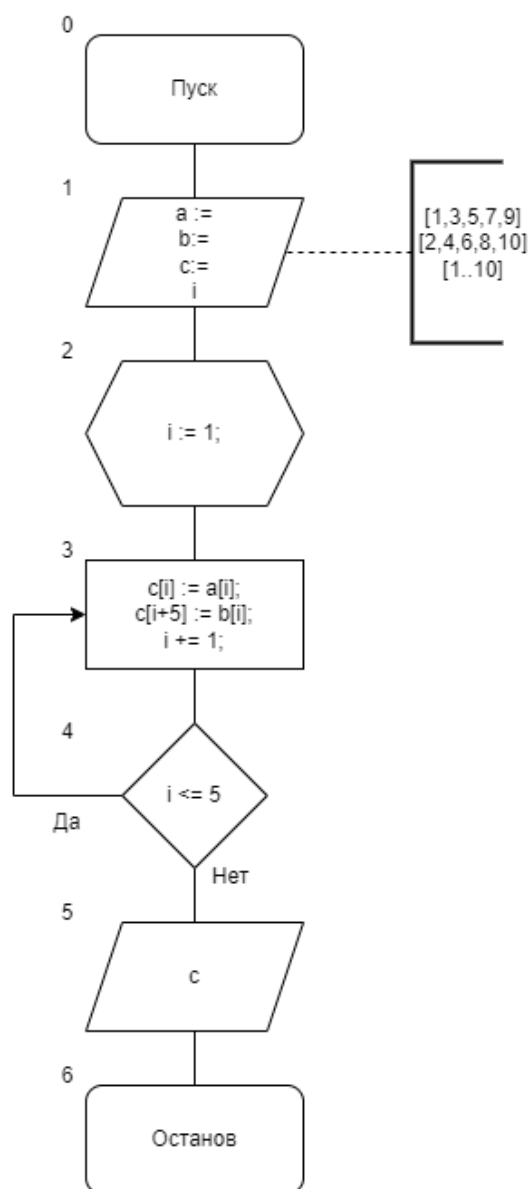 0
Пуск
1
a :=
b:=
c:=
i
[1,3,5,7,9]
[2,4,6,8,10]
[1..10]
2
i := 1;
3
c[i] := a[i];
c[i+5] := b[i];
i += 1;
4
i <= 5
Да
Нет
5
c
6
Останов